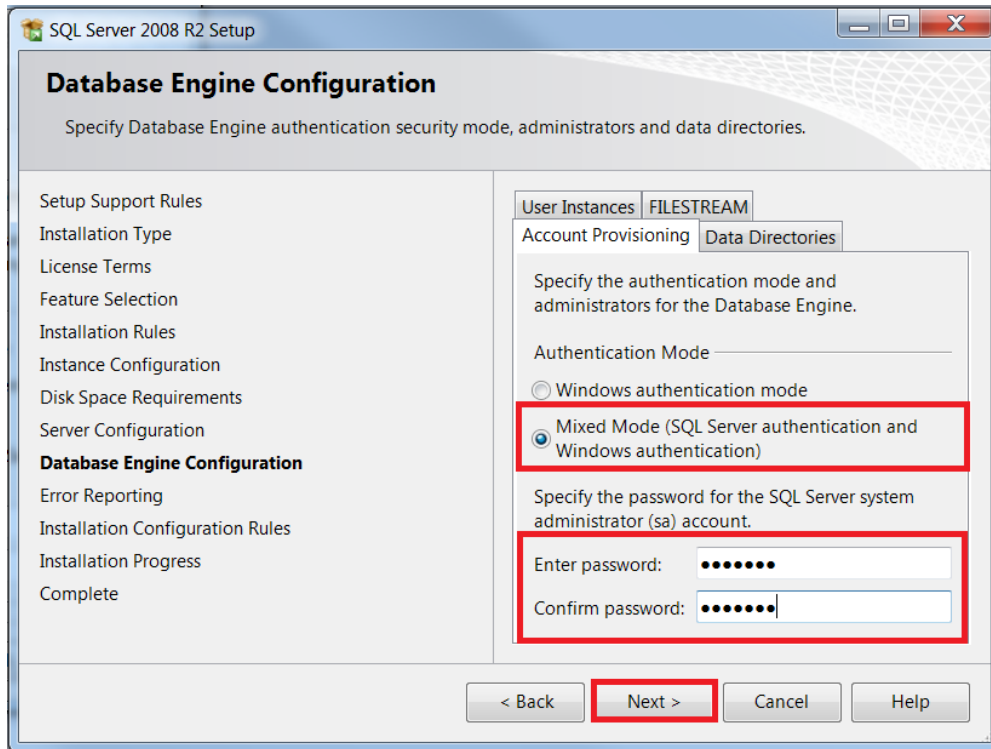 SQL Server 2008 R2 Setup
Database Engine Configuration
Specify Database Engine authentication security mode, administrators and data directories.
Setup Support Rules
Installation Type
License Terms
Feature Selection
Installation Rules
Instance Configuration
Disk Space Requirements
Server Configuration
Database Engine Configuration
Error Reporting
Installation Configuration Rules
Installation Progress
Complete
User Instances FILESTREAM
Account Provisioning Data Directories
Specify the authentication mode and
administrators for the Database Engine.
Authentication Mode
Windows authentication mode
Mixed Mode (SQL Server authentication and
Windows authentication)
Specify the password for the SQL Server system
administrator (sa) account.
Enter password: •••••••
Confirm password: •••••••
< Back Next > Cancel Help